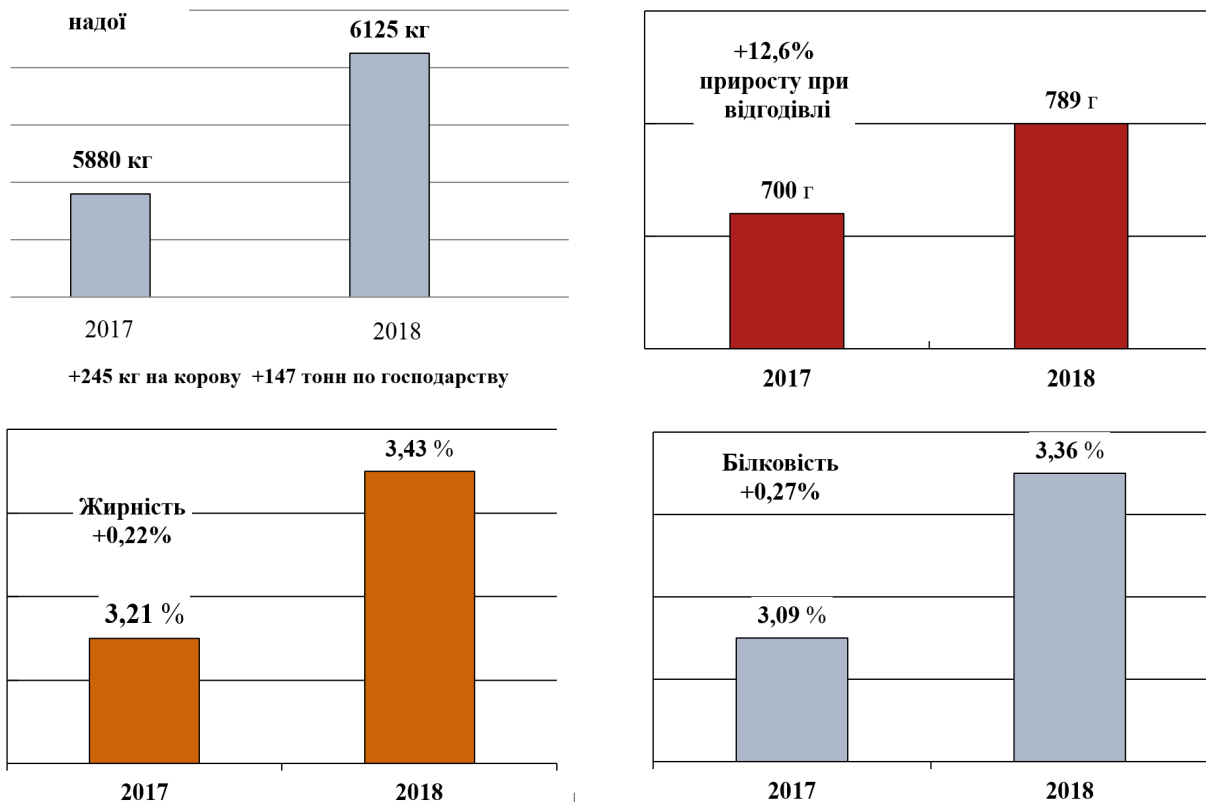 надої
6125 кг
5880 кг
2017
2018
+245 кг на корову +147 тонн по господарству
+12,6%
приросту при
відгодівлі
789 г
700 г
2017
2018
3,43 %
Жирність
+0,22%
3,21 %
2017
2018
3,36 %
Білковість
+0,27%
3,09 %
2017
2018